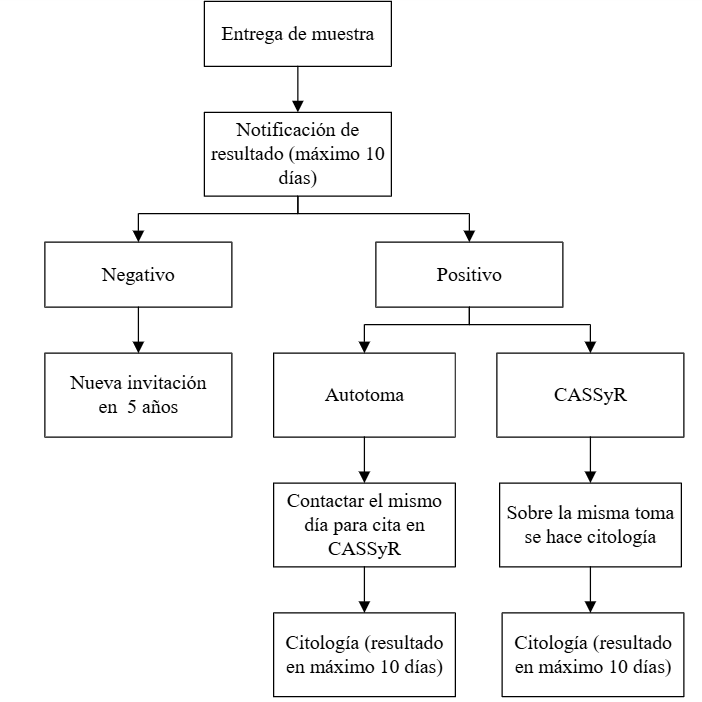 Entrega de muestra
Notificación de
resultado (máximo 10
días)
Negativo
Positivo
Nueva invitación
en 5 años
Autotoma
CASSyR
Contactar el mismo
día para cita en
CASSyR
Sobre la misma toma
se hace citología
Citología (resultado
en máximo 10 días)
Citología (resultado
en máximo 10 días)